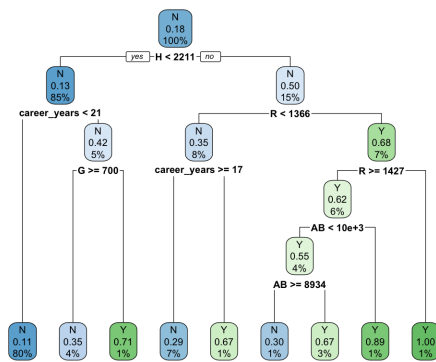 N
0.18
100%
yes H < 2211 no
N
0.13
85%
N
0.50
15%
career_years < 21
R < 1366
N
0.42
5%
N
0.35
8%
Y
0.68
7%
G >= 700
career_years >= 17
R >= 1427
Y
0.62
6%
AB < 10e+3
Y
0.55
4%
AB >= 8934
N
0.11
80%
N
0.35
4%
Y
0.71
1%
N
0.29
7%
Y
0.67
1%
N
0.30
1%
Y
0.67
3%
Y
0.89
1%
Y
1.00
1%